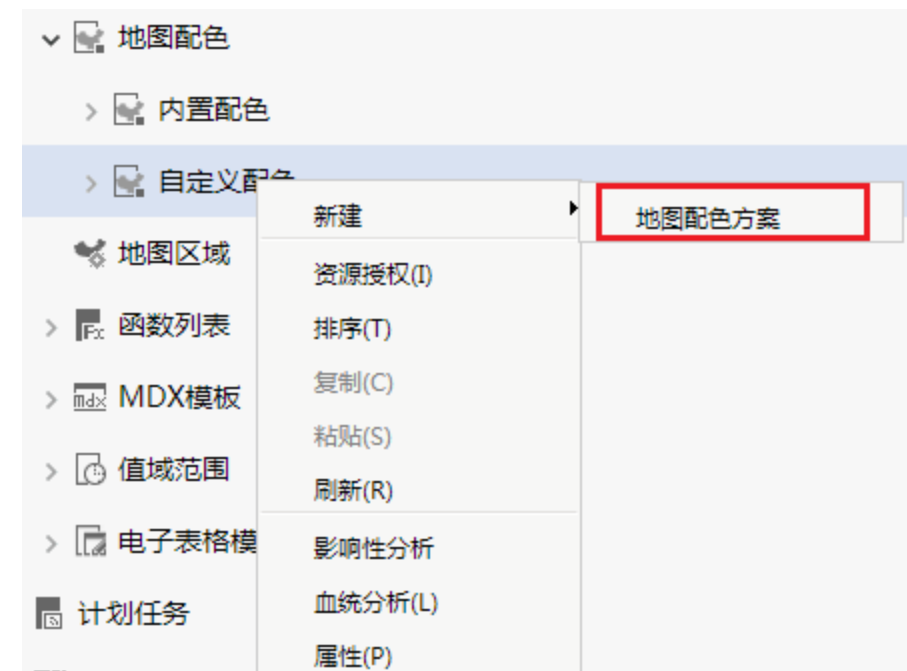 地图配色
内置配色
自定义配色
新建
地图配色方案
地图区域
资源授权(I)
函数列表
Fx
排序(T)
MDX模板
mdx
复制(C)
粘贴(S)
值域范围
刷新(R)
电子表格模
影响性分析
计划任务
血统分析(L)
属性(P)